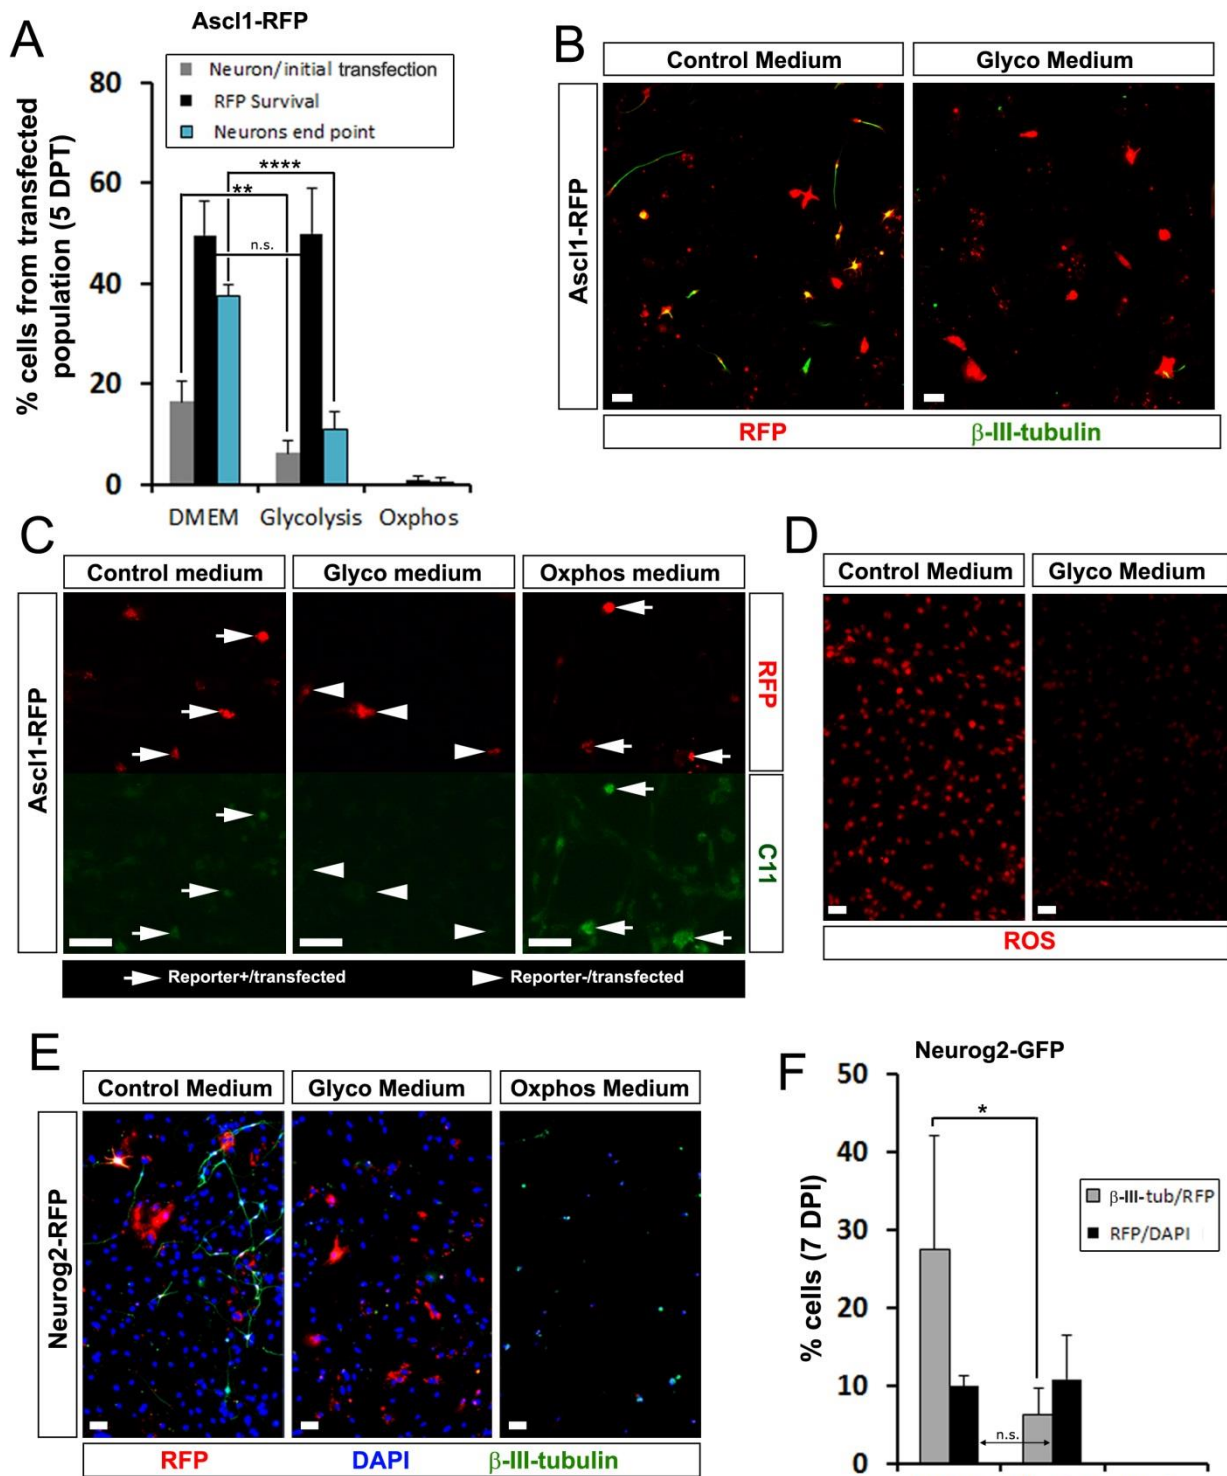 A
Ascl1-RFP
Neuron/initial transfection
RFP Survival
Neurons end point
% cells from transfected
population (5 DPT)
80
60
40
20
0
****
**
n.s.
DMEM Glycolysis Oxphos
B
Control Medium Glyco Medium
Ascl1-RFP
RFP β-III-tubulin
C
Control medium Glyco medium Oxphos medium
Ascl1-RFP
RFP
C11
Reporter+/transfected Reporter-/transfected
D
Control Medium Glyco Medium
ROS
E
Control Medium Glyco Medium Oxphos Medium
Neurog2-RFP
RFP DAPI β-III-tubulin
F
Neurog2-GFP
% cells (7 DPI)
50
40
30
20
10
0
*
n.s.
β-III-tub/RFP
RFP/DAPI